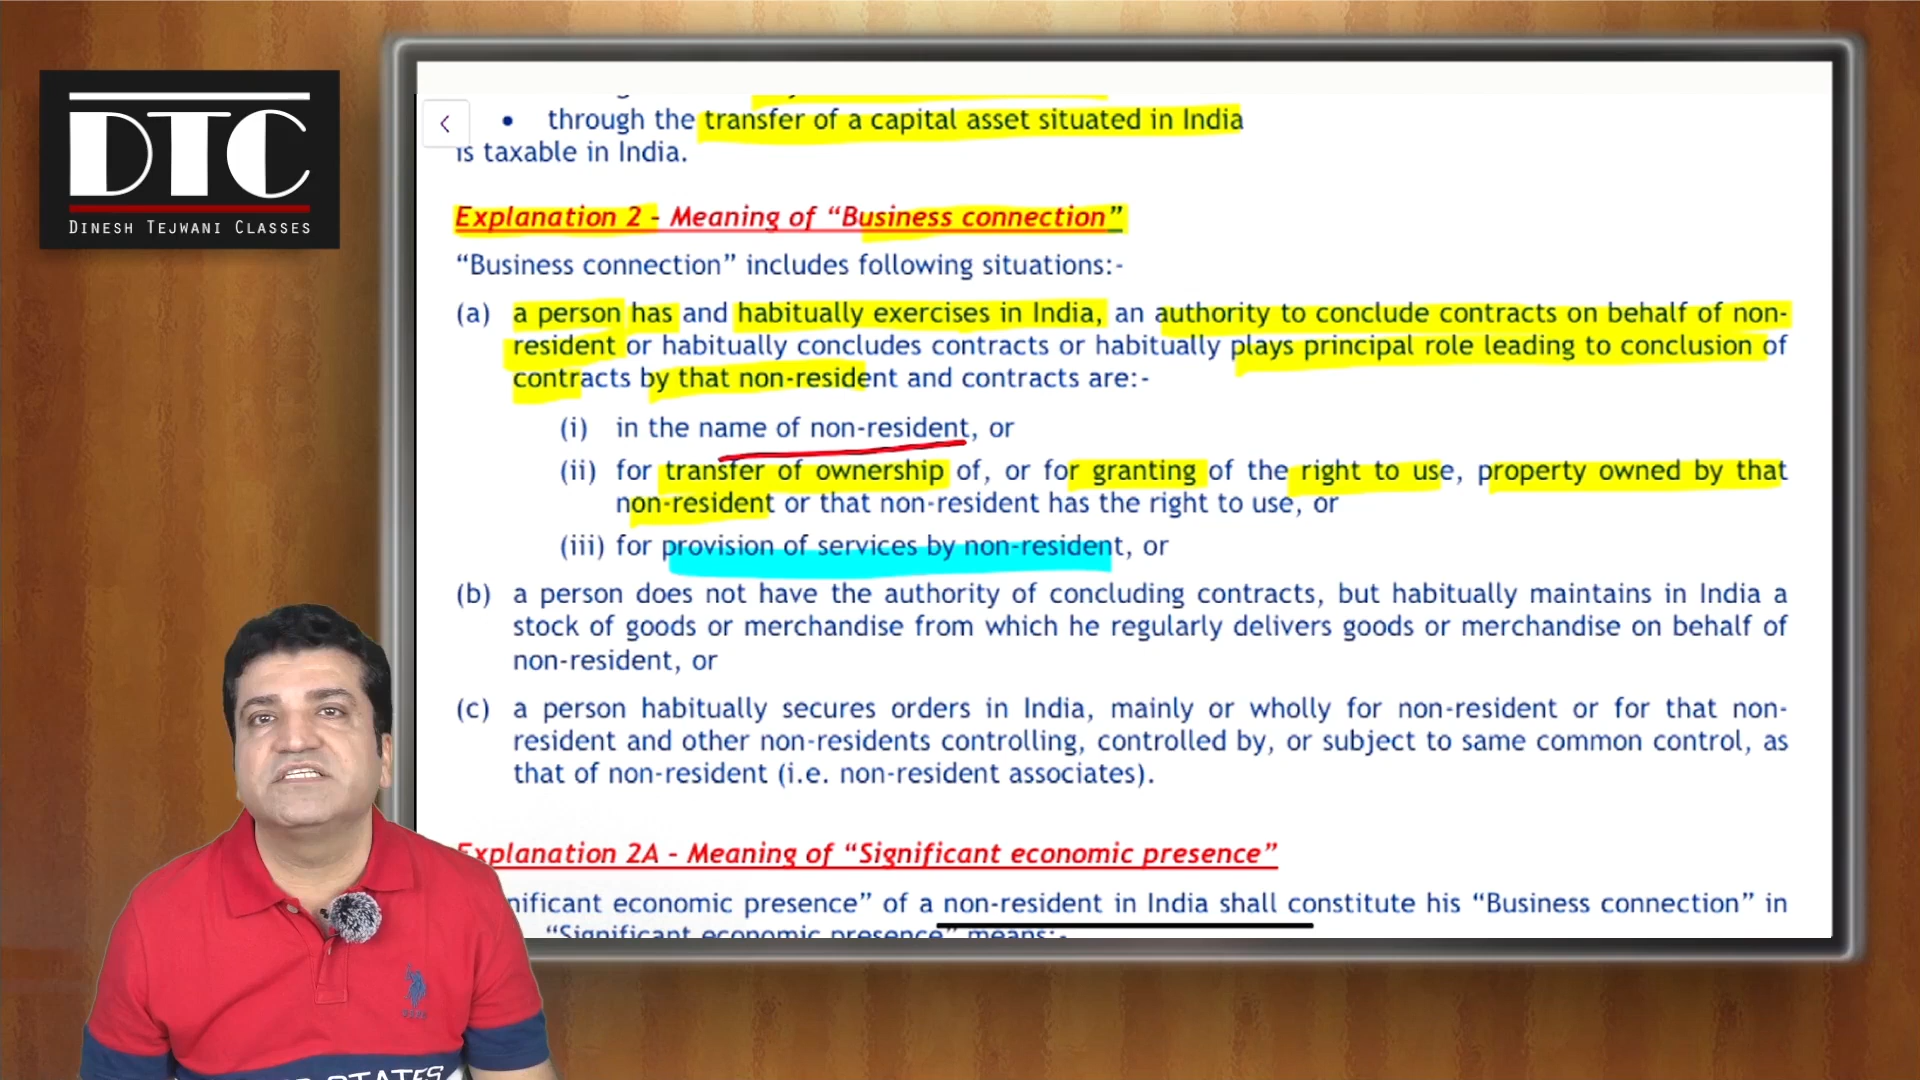 DTC
DINESH TEJWANI CLASSES
• through the transfer of a capital asset situated in India
is taxable in India.
Explanation 2 – Meaning of “Business connection”
“Business connection” includes following situations:-
(a) a person has and habitually exercises in India, an authority to conclude contracts on behalf of non-
resident or habitually concludes contracts or habitually plays principal role leading to conclusion of
contracts by that non-resident and contracts are:-
(i) in the name of non-resident, or
(ii) for transfer of ownership of, or for granting of the right to use, property owned by that
non-resident or that non-resident has the right to use, or
(iii) for provision of services by non-resident, or
(b) a person does not have the authority of concluding contracts, but habitually maintains in India a
stock of goods or merchandise from which he regularly delivers goods or merchandise on behalf of
non-resident, or
(c) a person habitually secures orders in India, mainly or wholly for non-resident or for that non-
resident and other non-residents controlling, controlled by, or subject to same common control, as
that of non-resident (i.e. non-resident associates).
Explanation 2A – Meaning of “Significant economic presence”
nificant economic presence” of a non-resident in India shall constitute his “Business connection” in
“Significant economic presence” means:-